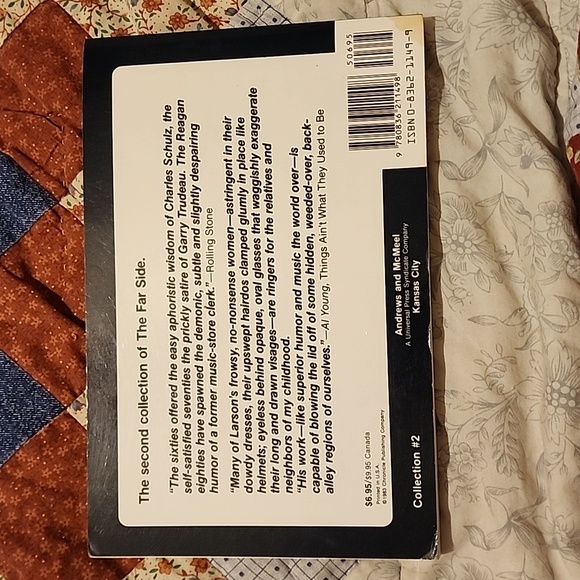 The second collection of The Far Side.
"The sixties offered the easy aphoristic wisdom of Charles Schulz, the
self-satisfied seventies the prickly satire of Garry Trudeau. The Reagan
eighties have spawned the demonic, subtle and slightly despairing
humor of a former music-store clerk."—Rolling Stone
"Many of Larson's frowsy, no-nonsense women—astringent in their
dowdy dresses, their upswept hairdos clamped glumly in place like
helmets; eyeless behind opaque, oval glasses that waggishly exaggerate
their long and drawn visages—are ringers for the relatives and
neighbors of my childhood.
"His work—like superior humor and music the world over—is
capable of blowing the lid off of some hidden, weeded-over, back-
alley regions of ourselves."—Al Young, Things Ain't What They Used to Be
$6.95/$9.95 Canada
Printed in U.S.A.
©1983 Chronicle Publishing Company
50695
9 780836 211498
ISBN 0-8362-1149-9
Andrews and McMeel
A Universal Press Syndicate Company
Kansas City
Collection #2